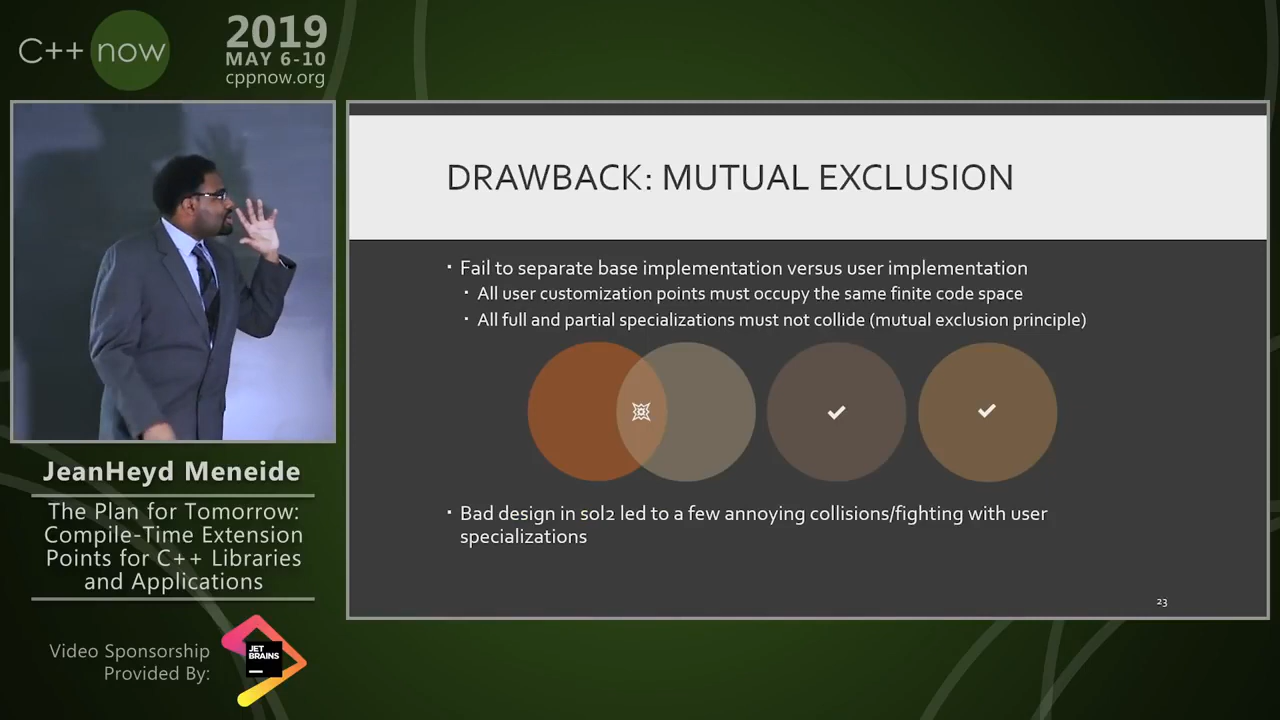 C++ now
2019
MAY 6-10
cppnow.org
JeanHeyd Meneide
The Plan for Tomorrow:
Compile-Time Extension
Points for C++ Libraries
and Applications
Video Sponsorship
Provided By:
JET
BRAINS
DRAWBACK: MUTUAL EXCLUSION
▪ Fail to separate base implementation versus user implementation
▪ All user customization points must occupy the same finite code space
▪ All full and partial specializations must not collide (mutual exclusion principle)
▪ Bad design in sol2 led to a few annoying collisions/fighting with user
specializations
23